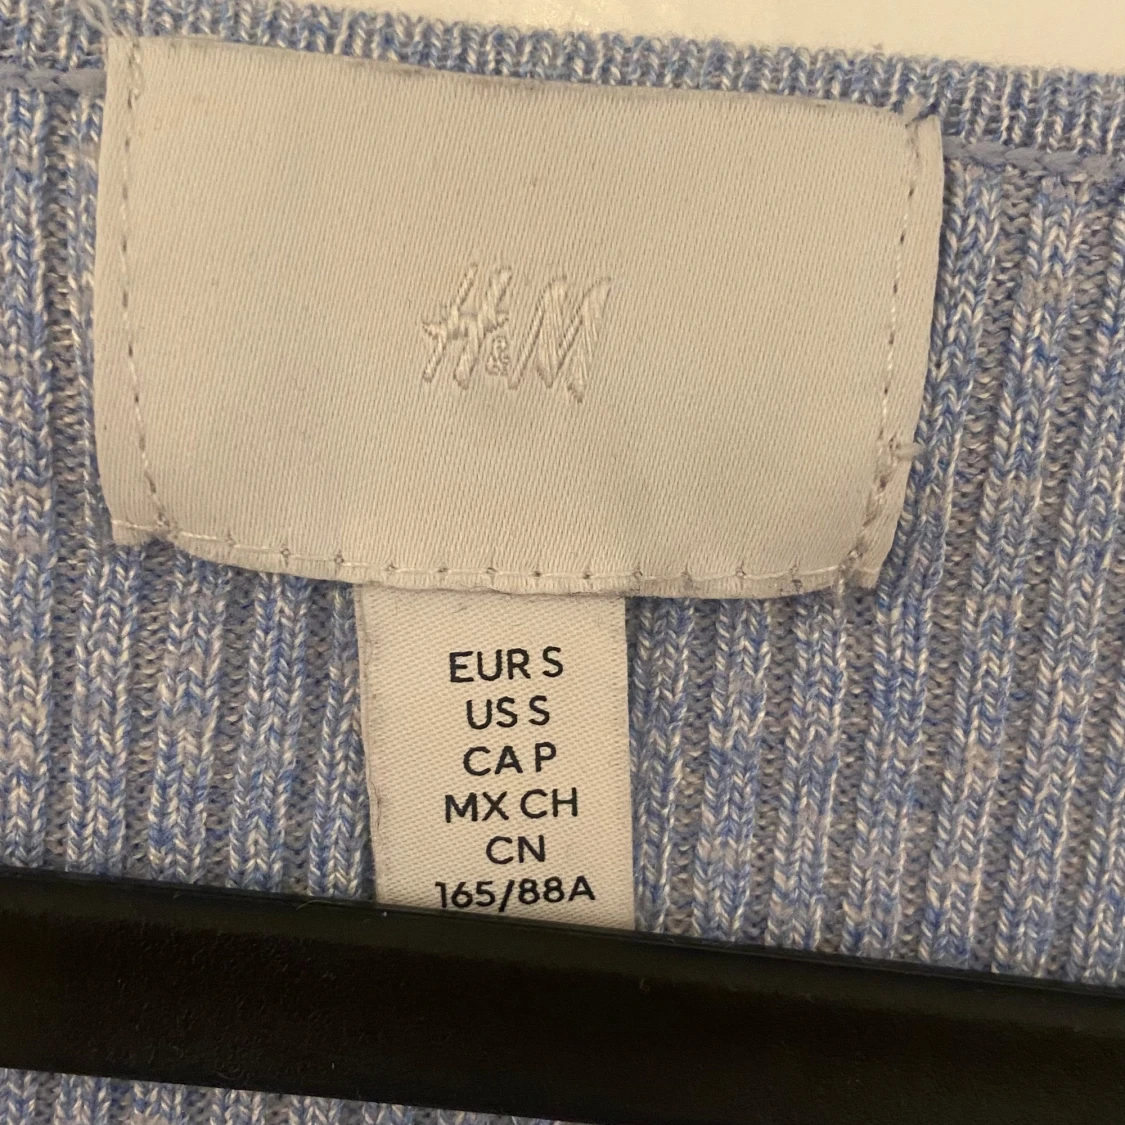 H&M
EUR S
US S
CA P
MX CH
CN
165/88A